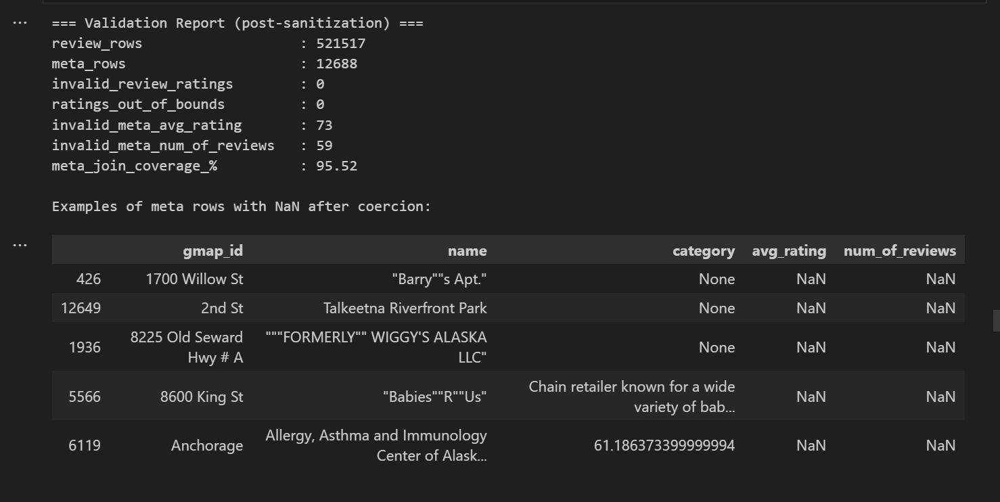 === Validation Report (post-sanitization) ===
review_rows : 521517
meta_rows : 12688
invalid_review_ratings : 0
ratings_out_of_bounds : 0
invalid_meta_avg_rating : 73
invalid_meta_num_of_reviews : 59
meta_join_coverage_% : 95.52
Examples of meta rows with NaN after coercion:
gmap_id name category avg_rating num_of_reviews
426 1700 Willow St "Barry""s Apt." None NaN NaN
12649 2nd St Talkeetna Riverfront Park None NaN NaN
1936 8225 Old Seward Hwy # A """FORMERLY"" WIGGY'S ALASKA LLC" None NaN NaN
5566 8600 King St "Babies""R""Us" Chain retailer known for a wide variety of bab... NaN NaN
6119 Anchorage Allergy, Asthma and Immunology Center of Alask... 61.186373399999994 NaN NaN